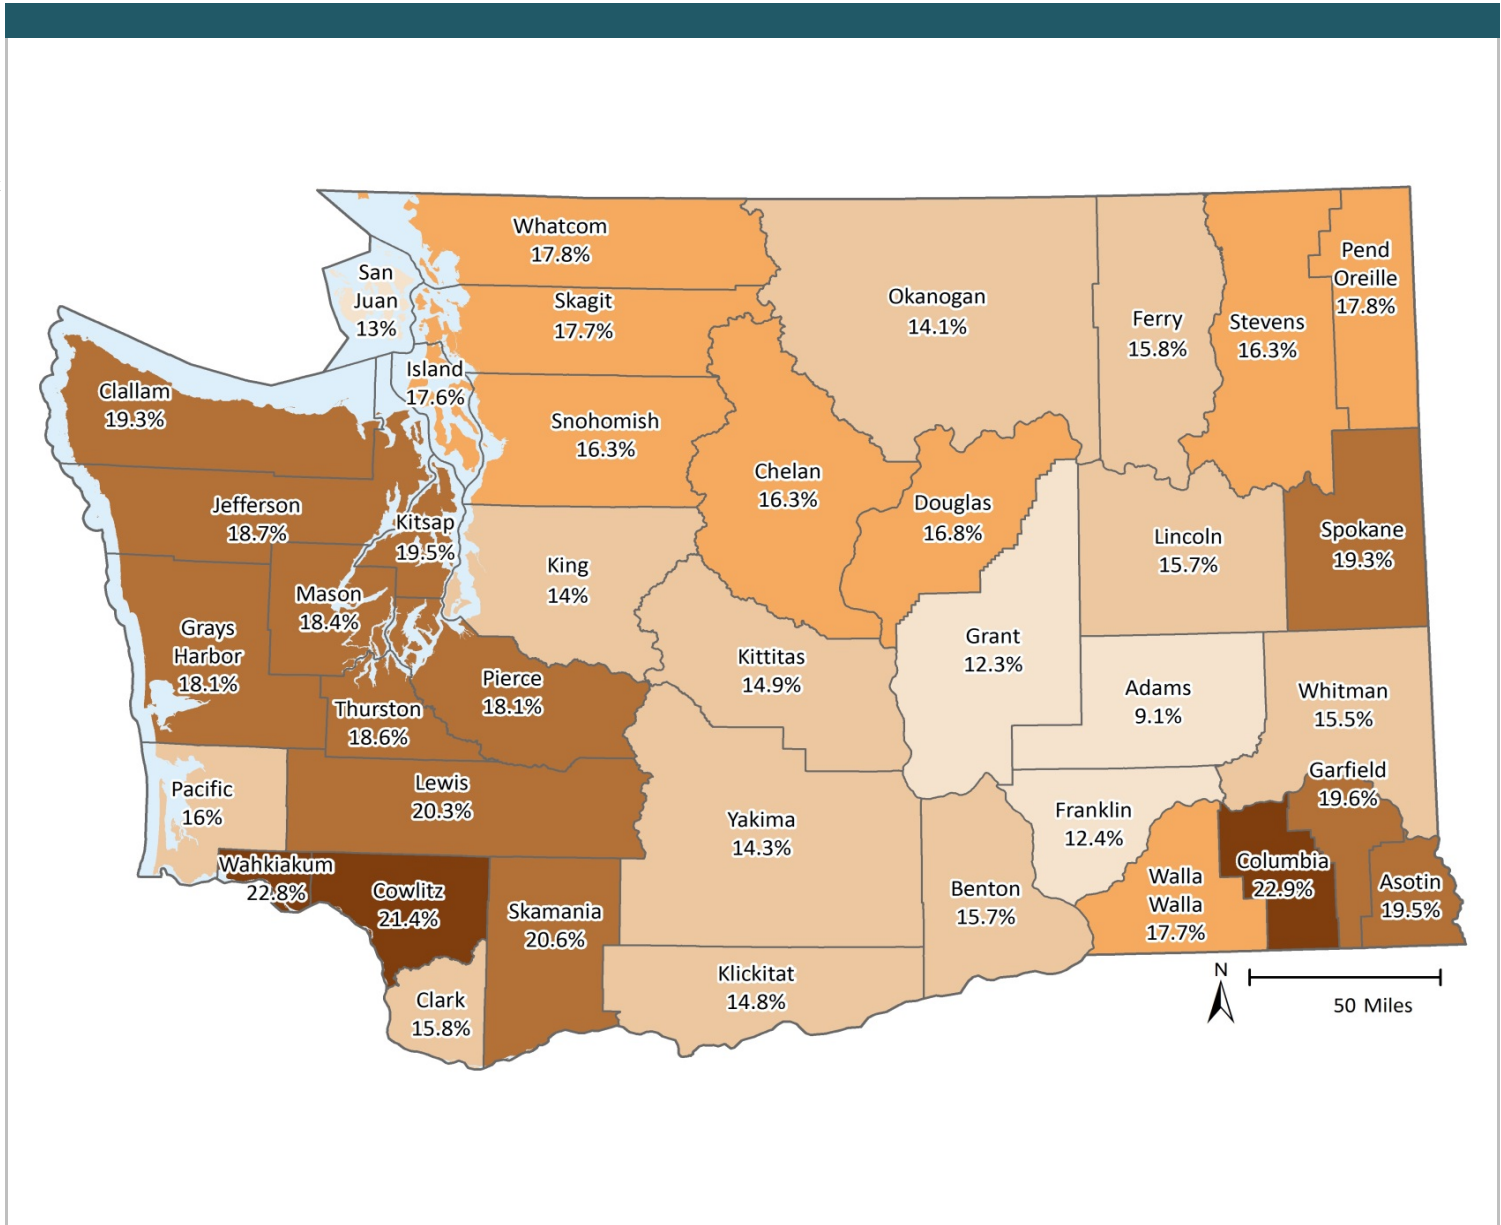 Whatcom
17.8%
San
Juan
13%
Skagit
17.7%
Island
17.6%
Snohomish
16.3%
Okanogan
14.1%
Ferry
15.8%
Stevens
16.3%
Pend
Oreille
17.8%
Clallam
19.3%
Jefferson
18.7%
Kitsap
19.5%
Chelan
16.3%
Douglas
16.8%
Lincoln
15.7%
Spokane
19.3%
King
14%
Mason
18.4%
Grays
Harbor
18.1%
Thurston
18.6%
Pierce
18.1%
Kittitas
14.9%
Grant
12.3%
Adams
9.1%
Whitman
15.5%
Pacific
16%
Lewis
20.3%
Yakima
14.3%
Franklin
12.4%
Garfield
19.6%
Wahkiakum
22.8%
Cowlitz
21.4%
Skamania
20.6%
Benton
15.7%
Walla
Walla
17.7%
Columbia
22.9%
Asotin
19.5%
Clark
15.8%
Klickitat
14.8%
N
50 Miles